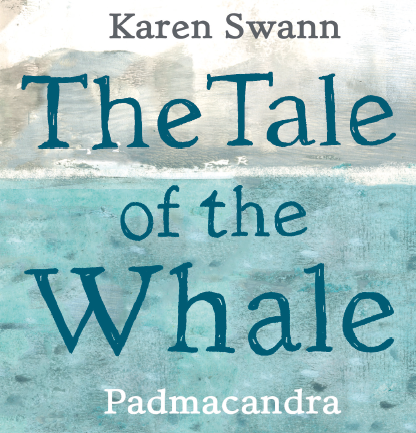 Karen Swann
The Tale
of the
Whale
Padmacandra